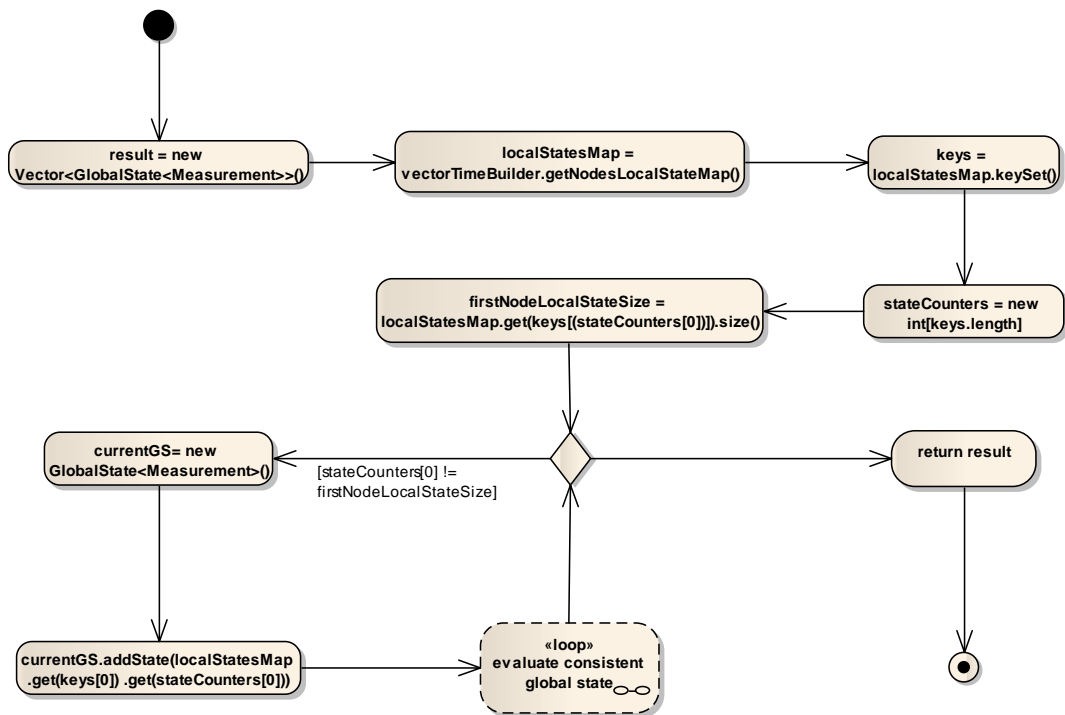 result = new
Vector<GlobalState<Measurement>>()
localStatesMap =
vectorTimeBuilder.getNodesLocalStateMap()
keys =
localStatesMap.keySet()
stateCounters = new
int[keys.length]
firstNodeLocalStateSize =
localStatesMap.get(keys[(stateCounters[0])]).size()
currentGS= new
GlobalState<Measurement>()
[stateCounters[0] !=
firstNodeLocalStateSize]
return result
currentGS.addState(localStatesMap
.get(keys[0]) .get(stateCounters[0]))
«loop»
evaluate consistent
global state